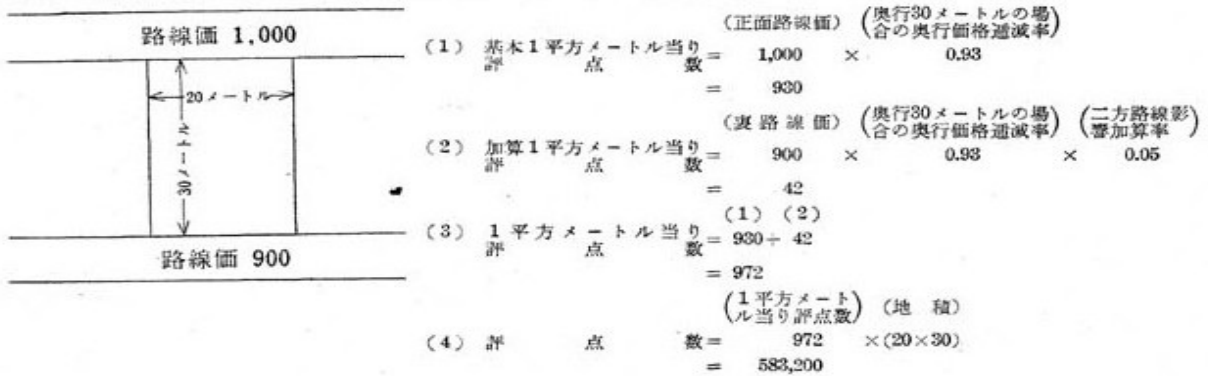 路線価 1,000
20メートル
30メートル
路線価 900
(正面路線価) (奥行30メートルの場合の奥行価格逓減率)
(1) 基本1平方メートル当り評点数= 1,000 × 0.93
= 930
(裏路線価) (奥行30メートルの場合の奥行価格逓減率) (二方路線影響加算率)
(2) 加算1平方メートル当り評点数= 900 × 0.93 × 0.05
= 42
(1) (2)
(3) 1平方メートル当り評点数= 930+ 42
= 972
(1平方メートル当り評点数) (地積)
(4) 評点数= 972 ×(20×30)
= 583,200